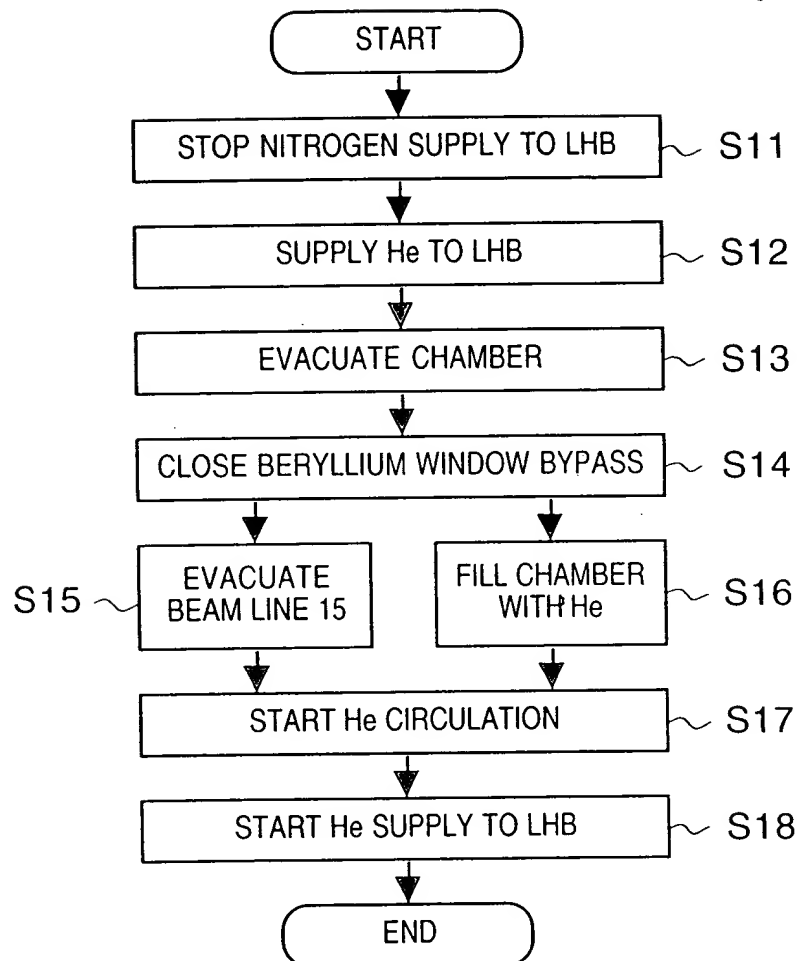 START
STOP NITROGEN SUPPLY TO LHB
S11
SUPPLY He TO LHB
S12
EVACUATE CHAMBER
S13
CLOSE BERYLLIUM WINDOW BYPASS
S14
S15
EVACUATE
BEAM LINE 15
FILL CHAMBER
WITH He
S16
START He CIRCULATION
S17
START He SUPPLY TO LHB
S18
END